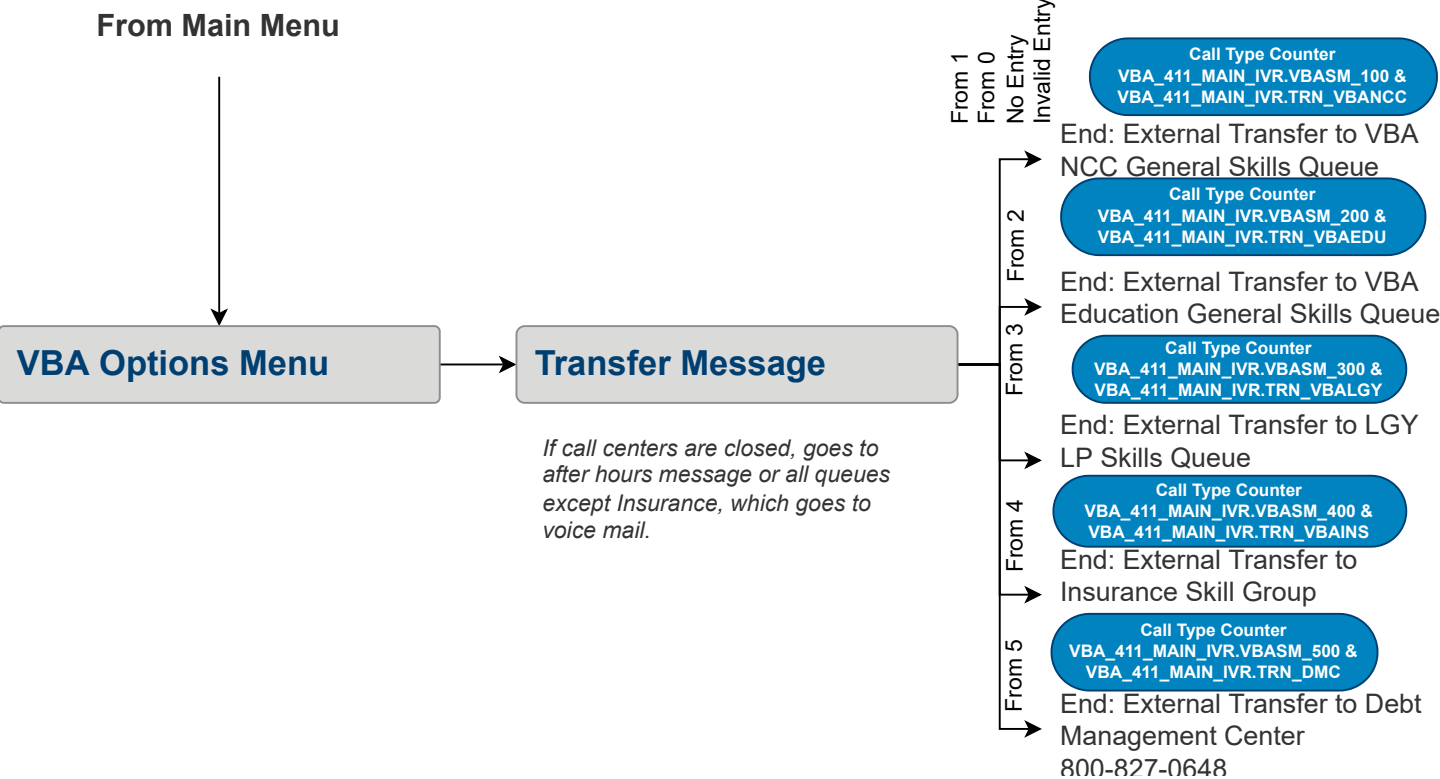 From Main Menu
VBA Options Menu
Transfer Message
If call centers are closed, goes to
after hours message or all queues
except Insurance, which goes to
voice mail.
From 1
From 0
No Entry
Invalid Entry
Call Type Counter
VBA_411_MAIN_IVR.VBASM_100 &
VBA_411_MAIN_IVR.TRN_VBANCC
End: External Transfer to VBA
NCC General Skills Queue
From 2
Call Type Counter
VBA_411_MAIN_IVR.VBASM_200 &
VBA_411_MAIN_IVR.TRN_VBAEDU
End: External Transfer to VBA
Education General Skills Queue
From 3
Call Type Counter
VBA_411_MAIN_IVR.VBASM_300 &
VBA_411_MAIN_IVR.TRN_VBALGY
End: External Transfer to LGY
LP Skills Queue
From 4
Call Type Counter
VBA_411_MAIN_IVR.VBASM_400 &
VBA_411_MAIN_IVR.TRN_VBAINS
End: External Transfer to
Insurance Skill Group
From 5
Call Type Counter
VBA_411_MAIN_IVR.VBASM_500 &
VBA_411_MAIN_IVR.TRN_DMC
End: External Transfer to Debt
Management Center
800-827-0648